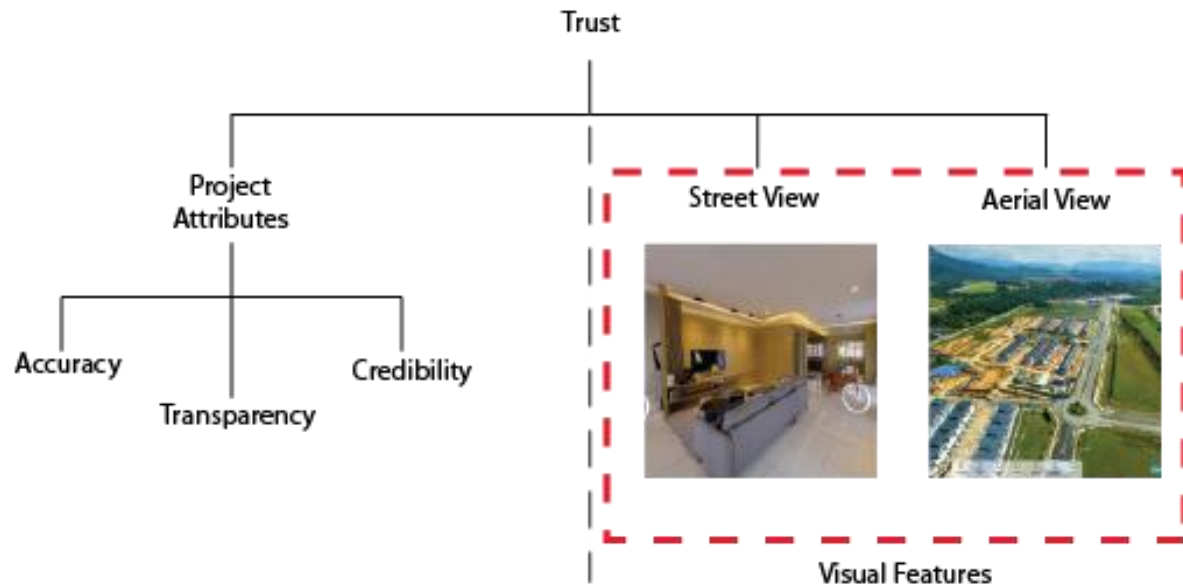 Trust
Project
Attributes
Street View
Aerial View
Accuracy
Credibility
Transparency
Visual Features